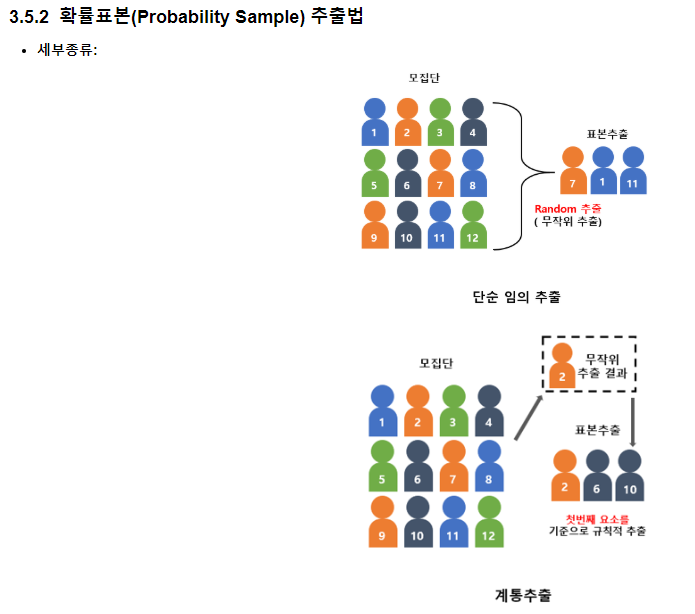 3.5.2 확률표본(Probability Sample) 추출법
• 세부종류:
모집단
1 2 3 4
표본추출
5 6 7 8
7 1 11
Random 추출
( 무작위 추출)
9 10 11 12
단순 임의 추출
모집단
무작위
추출 결과
2
1 2 3 4
표본추출
5 6 7 8
2 6 10
첫번째 요소를
기준으로 규칙적 추출
9 10 11 12
계통추출